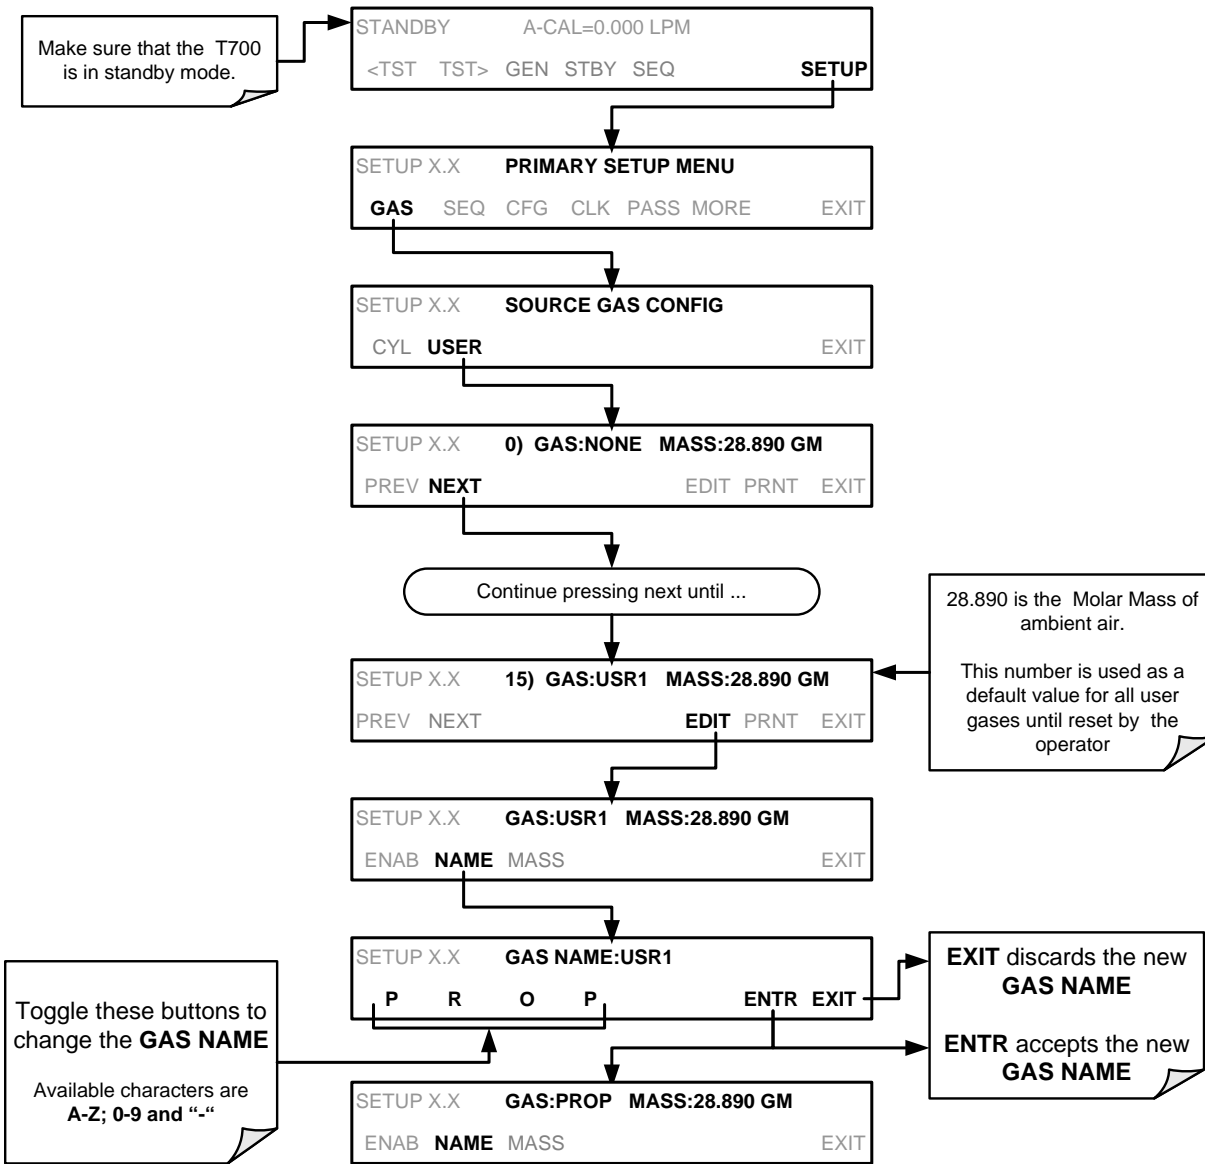 Make sure that the T700
is in standby mode.
STANDBY A-CAL=0.000 LPM
<TST TST> GEN STBY SEQ SETUP
SETUP X.X PRIMARY SETUP MENU
GAS SEQ CFG CLK PASS MORE EXIT
SETUP X.X SOURCE GAS CONFIG
CYL USER EXIT
SETUP X.X 0) GAS:NONE MASS:28.890 GM
PREV NEXT EDIT PRNT EXIT
Continue pressing next until ...
28.890 is the Molar Mass of
ambient air.
This number is used as a
default value for all user
gases until reset by the
operator
SETUP X.X 15) GAS:USR1 MASS:28.890 GM
PREV NEXT EDIT PRNT EXIT
SETUP X.X GAS:USR1 MASS:28.890 GM
ENAB NAME MASS EXIT
SETUP X.X GAS NAME:USR1
P R O P ENTR EXIT
EXIT discards the new
GAS NAME
ENTR accepts the new
GAS NAME
Toggle these buttons to
change the GAS NAME
Available characters are
A-Z; 0-9 and “-“
SETUP X.X GAS:PROP MASS:28.890 GM
ENAB NAME MASS EXIT